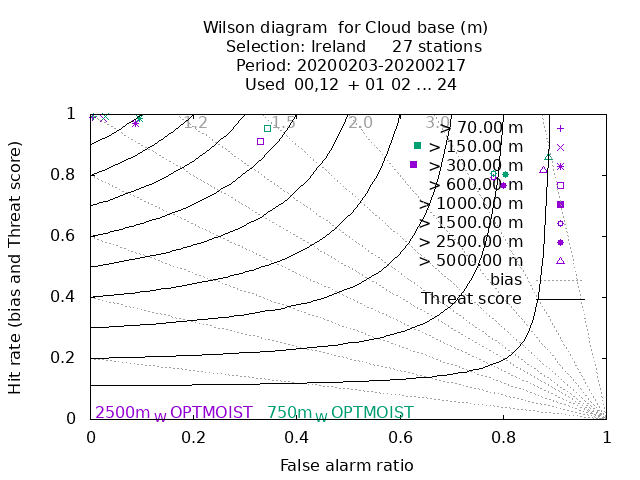 Wilson diagram for Cloud base (m)
Selection: Ireland 27 stations
Period: 20200203-20200217
Used 00,12 + 01 02 ... 24
Hit rate (bias and Threat score)
1
0.8
0.6
0.4
0.2
0
1.2 1.5 2.0 3.0
> 70.00 m
> 150.00 m
> 300.00 m
> 600.00 m
> 1000.00 m
> 1500.00 m
> 2500.00 m
> 5000.00 m
bias
Threat score
2500m_W OPTMOIST 750m_W OPTMOIST
0 0.2 0.4 0.6 0.8 1
False alarm ratio